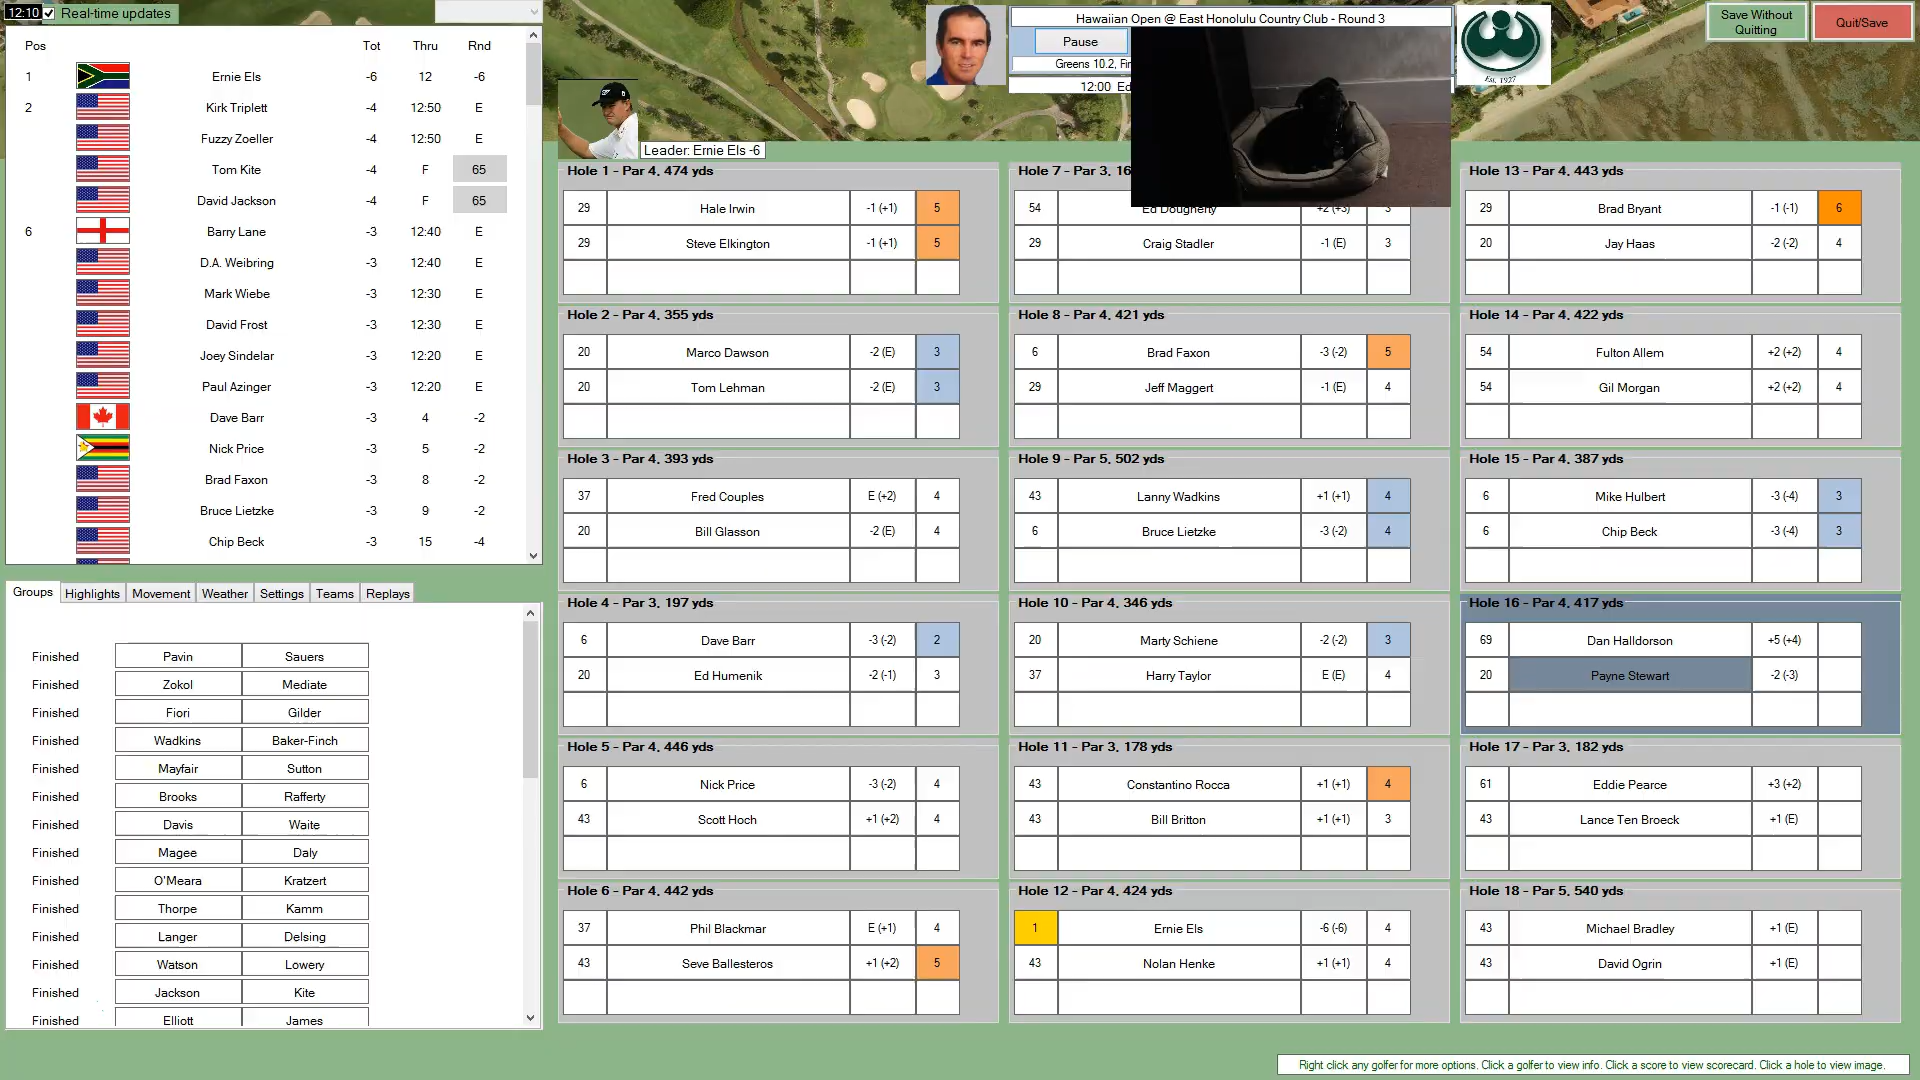 12:10 Real-time updates
Pos Tot Thru Rnd
1 Ernie Els -6 12 -6
2 Kirk Triplett -4 12:50 E
Fuzzy Zoeller -4 12:50 E
Tom Kite -4 F 65
David Jackson -4 F 65
6 Barry Lane -3 12:40 E
D.A. Weibring -3 12:40 E
Mark Wiebe -3 12:30 E
David Frost -3 12:30 E
Joey Sindelar -3 12:20 E
Paul Azinger -3 12:20 E
Dave Barr -3 4 -2
Nick Price -3 5 -2
Brad Faxon -3 8 -2
Bruce Lietzke -3 9 -2
Chip Beck -3 15 -4
Groups Highlights Movement Weather Settings Teams Replays
Finished Pavin Sauers
Finished Zokol Mediate
Finished Fiori Gilder
Finished Wadkins Baker-Finch
Finished Mayfair Sutton
Finished Brooks Rafferty
Finished Davis Waite
Finished Magee Daly
Finished O'Meara Kratzert
Finished Thorpe Kamm
Finished Langer Delsing
Finished Watson Lowery
Finished Jackson Kite
Finished Elliott James
Leader: Ernie Els -6
Hawaiian Open @ East Honolulu Country Club - Round 3
Pause
Greens 10.2,
12:00
Est. 1927
Save Without Quitting
Quit/Save
Hole 1 - Par 4, 474 yds
29 Hale Irwin -1 (+1) 5
29 Steve Elkington -1 (+1) 5
Hole 2 - Par 4, 355 yds
20 Marco Dawson -2 (E) 3
20 Tom Lehman -2 (E) 3
Hole 3 - Par 4, 393 yds
37 Fred Couples E (+2) 4
20 Bill Glasson -2 (E) 4
Hole 4 - Par 3, 197 yds
6 Dave Barr -3 (-2) 2
20 Ed Humenik -2 (-1) 3
Hole 5 - Par 4, 446 yds
6 Nick Price -3 (-2) 4
43 Scott Hoch +1 (+2) 4
Hole 6 - Par 4, 442 yds
37 Phil Blackmar E (+1) 4
43 Seve Ballesteros +1 (+2) 5
Hole 7 - Par 3, 16
54 Ed Dougherty +2 (+3) 3
29 Craig Stadler -1 (E) 3
Hole 8 - Par 4, 421 yds
6 Brad Faxon -3 (-2) 5
29 Jeff Maggert -1 (E) 4
Hole 9 - Par 5, 502 yds
43 Lanny Wadkins +1 (+1) 4
6 Bruce Lietzke -3 (-2) 4
Hole 10 - Par 4, 346 yds
20 Marty Schiene -2 (-2) 3
37 Harry Taylor E (E) 4
Hole 11 - Par 3, 178 yds
43 Constantino Rocca +1 (+1) 4
43 Bill Britton +1 (+1) 3
Hole 12 - Par 4, 424 yds
1 Ernie Els -6 (-6) 4
43 Nolan Henke +1 (+1) 4
Hole 13 - Par 4, 443 yds
29 Brad Bryant -1 (-1) 6
20 Jay Haas -2 (-2) 4
Hole 14 - Par 4, 422 yds
54 Fulton Allem +2 (+2) 4
54 Gil Morgan +2 (+2) 4
Hole 15 - Par 4, 387 yds
6 Mike Hulbert -3 (-4) 3
6 Chip Beck -3 (-4) 3
Hole 16 - Par 4, 417 yds
69 Dan Halldorson +5 (+4)
20 Payne Stewart -2 (-3)
Hole 17 - Par 3, 182 yds
61 Eddie Pearce +3 (+2)
43 Lance Ten Broeck +1 (E)
Hole 18 - Par 5, 540 yds
43 Michael Bradley +1 (E)
43 David Ogrin +1 (E)
Right click any golfer for more options. Click a golfer to view info. Click a score to view scorecard. Click a hole to view image.